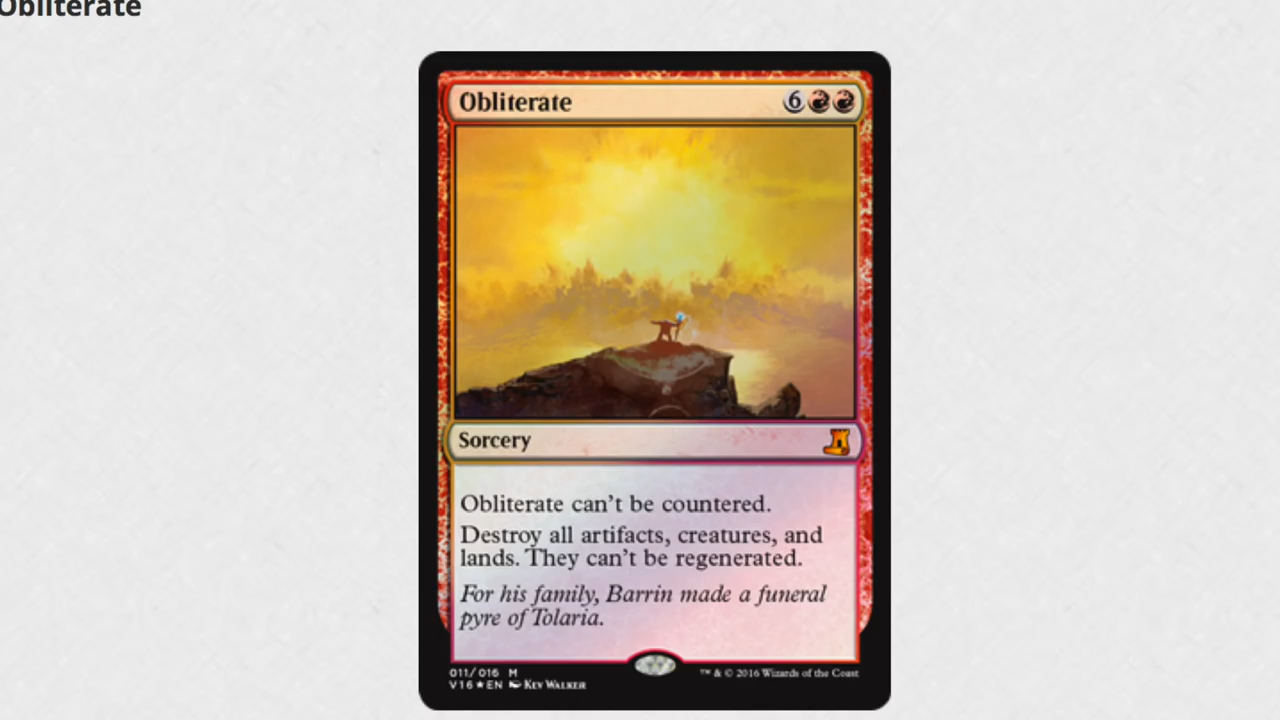 Obliterate
Obliterate 6
Sorcery
Obliterate can't be countered.
Destroy all artifacts, creatures, and
lands. They can't be regenerated.
For his family, Barrin made a funeral
pyre of Tolaria.
011/016 M
V16★EN Kev Walker
™ & © 2016 Wizards of the Coast